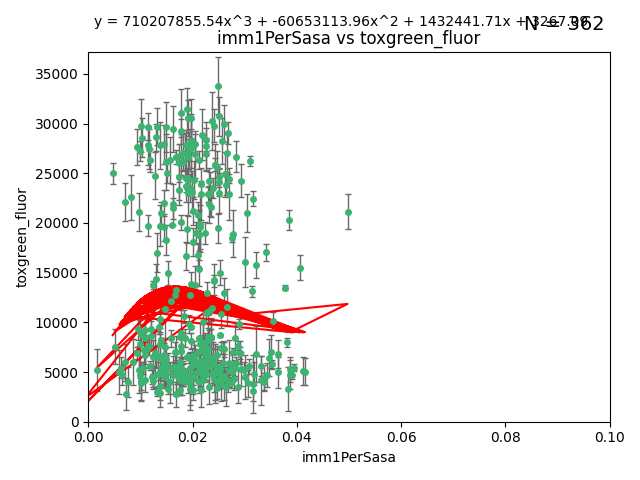 y = 710207855.54x^3 + -60653113.96x^2 + 1432441.71x + 3267.09
N = 362
imm1PerSasa vs toxgreen_fluor
35000
30000
25000
20000
15000
10000
5000
0
toxgreen_fluor
0.00 0.02 0.04 0.06 0.08 0.10
imm1PerSasa